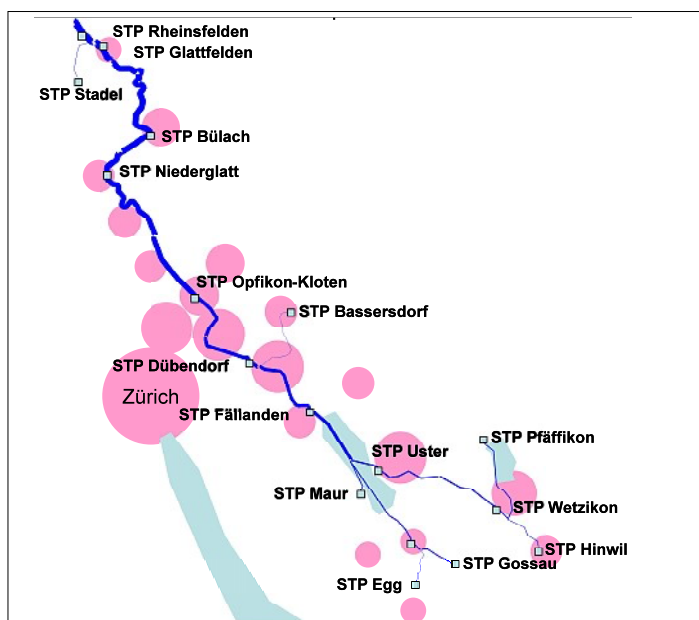 STP Rheinsfelden
STP Glattfelden
STP Stadel
STP Bülach
STP Niederglatt
STP Opfikon-Kloten
STP Bassersdorf
STP Dübendorf
Zürich
STP Fällanden
STP Uster
STP Pfäffikon
STP Maur
STP Wetzikon
STP Hinwil
STP Gossau
STP Egg